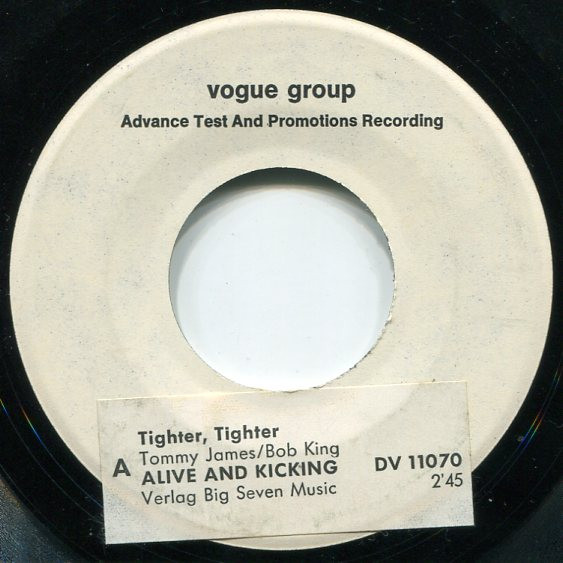 vogue group
Advance Test And Promotions Recording
Tighter, Tighter
Tommy James/Bob King
A ALIVE AND KICKING DV 11070
Verlag Big Seven Music 2'45